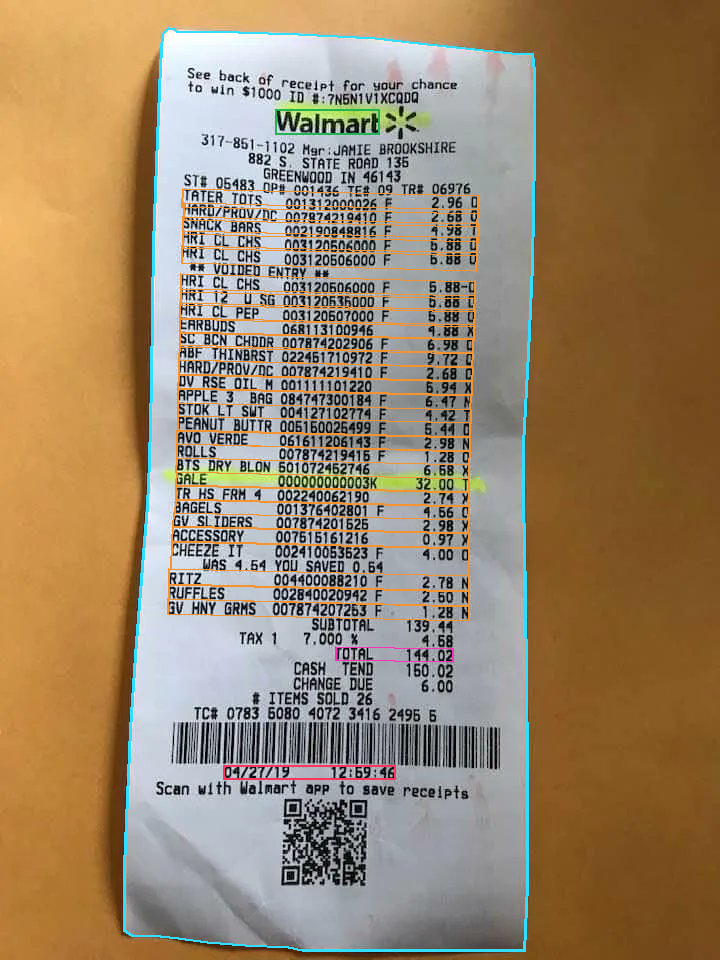 See back of receipt for your chance
to win $1000 ID #:7N5N1V1XCQDQ
Walmart
317-851-1102 Mgr:JAMIE BROOKSHIRE
882 S. STATE ROAD 135
GREENWOOD IN 46143
ST# 05483 OP# 001436 TE# 09 TR# 06976
TATER TOTS 001312000026 F 2.96 O
HARD/PROV/DC 007874219410 F 2.68 O
SNACK BARS 002190848816 F 4.98 T
HRI CL CHS 003120506000 F 5.88 O
HRI CL CHS 003120506000 F 5.88 O
** VOIDED ENTRY **
HRI CL CHS 003120506000 F 5.88-O
HRI 12 U SG 003120535000 F 5.88 O
HRI CL PEP 003120507000 F 5.88 O
EARBUDS 068113100946 4.88 X
SC BCN CHDDR 007874202906 F 6.98 O
ABF THINBRST 022451710972 F 9.72 O
HARD/PROV/DC 007874219410 F 2.68 O
DV RSE OIL M 001111101220 5.94 X
APPLE 3 BAG 084747300184 F 6.47 N
STOK LT SWT 004127102774 F 4.42 T
PEANUT BUTTR 005150025499 F 5.44 O
AVO VERDE 061611206143 F 2.98 N
ROLLS 007874219415 F 1.28 O
BTS DRY BLON 501072452746 6.58 X
GALE 000000000003K 32.00 T
TR HS FRM 4 002240062190 2.74 X
BAGELS 001376402801 F 4.66 O
GV SLIDERS 007874201525 2.98 X
ACCESSORY 007515161216 0.97 X
CHEEZE IT 002410053523 F 4.00 O
WAS 4.54 YOU SAVED 0.54
RITZ 004400088210 F 2.78 N
RUFFLES 002840020942 F 2.50 N
GV HNY GRMS 007874207253 F 1.28 N
SUBTOTAL 139.44
TAX 1 7.000 % 4.58
TOTAL 144.02
CASH TEND 150.02
CHANGE DUE 6.00
# ITEMS SOLD 26
TC# 0783 5080 4072 3416 2495 5
04/27/19 12:59:46
Scan with Walmart app to save receipts